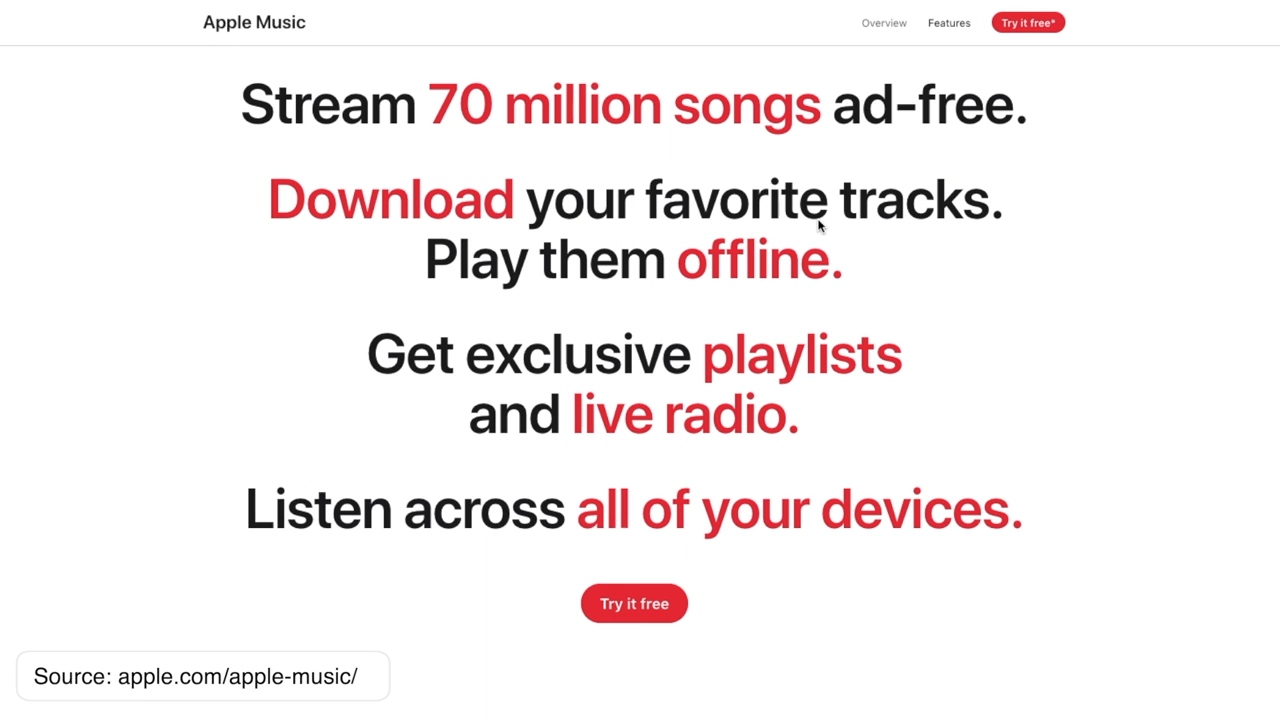 Apple Music
Overview
Features
Try it free*
Stream 70 million songs ad-free.
Download your favorite tracks.
Play them offline.
Get exclusive playlists
and live radio.
Listen across all of your devices.
Try it free
Source: apple.com/apple-music/